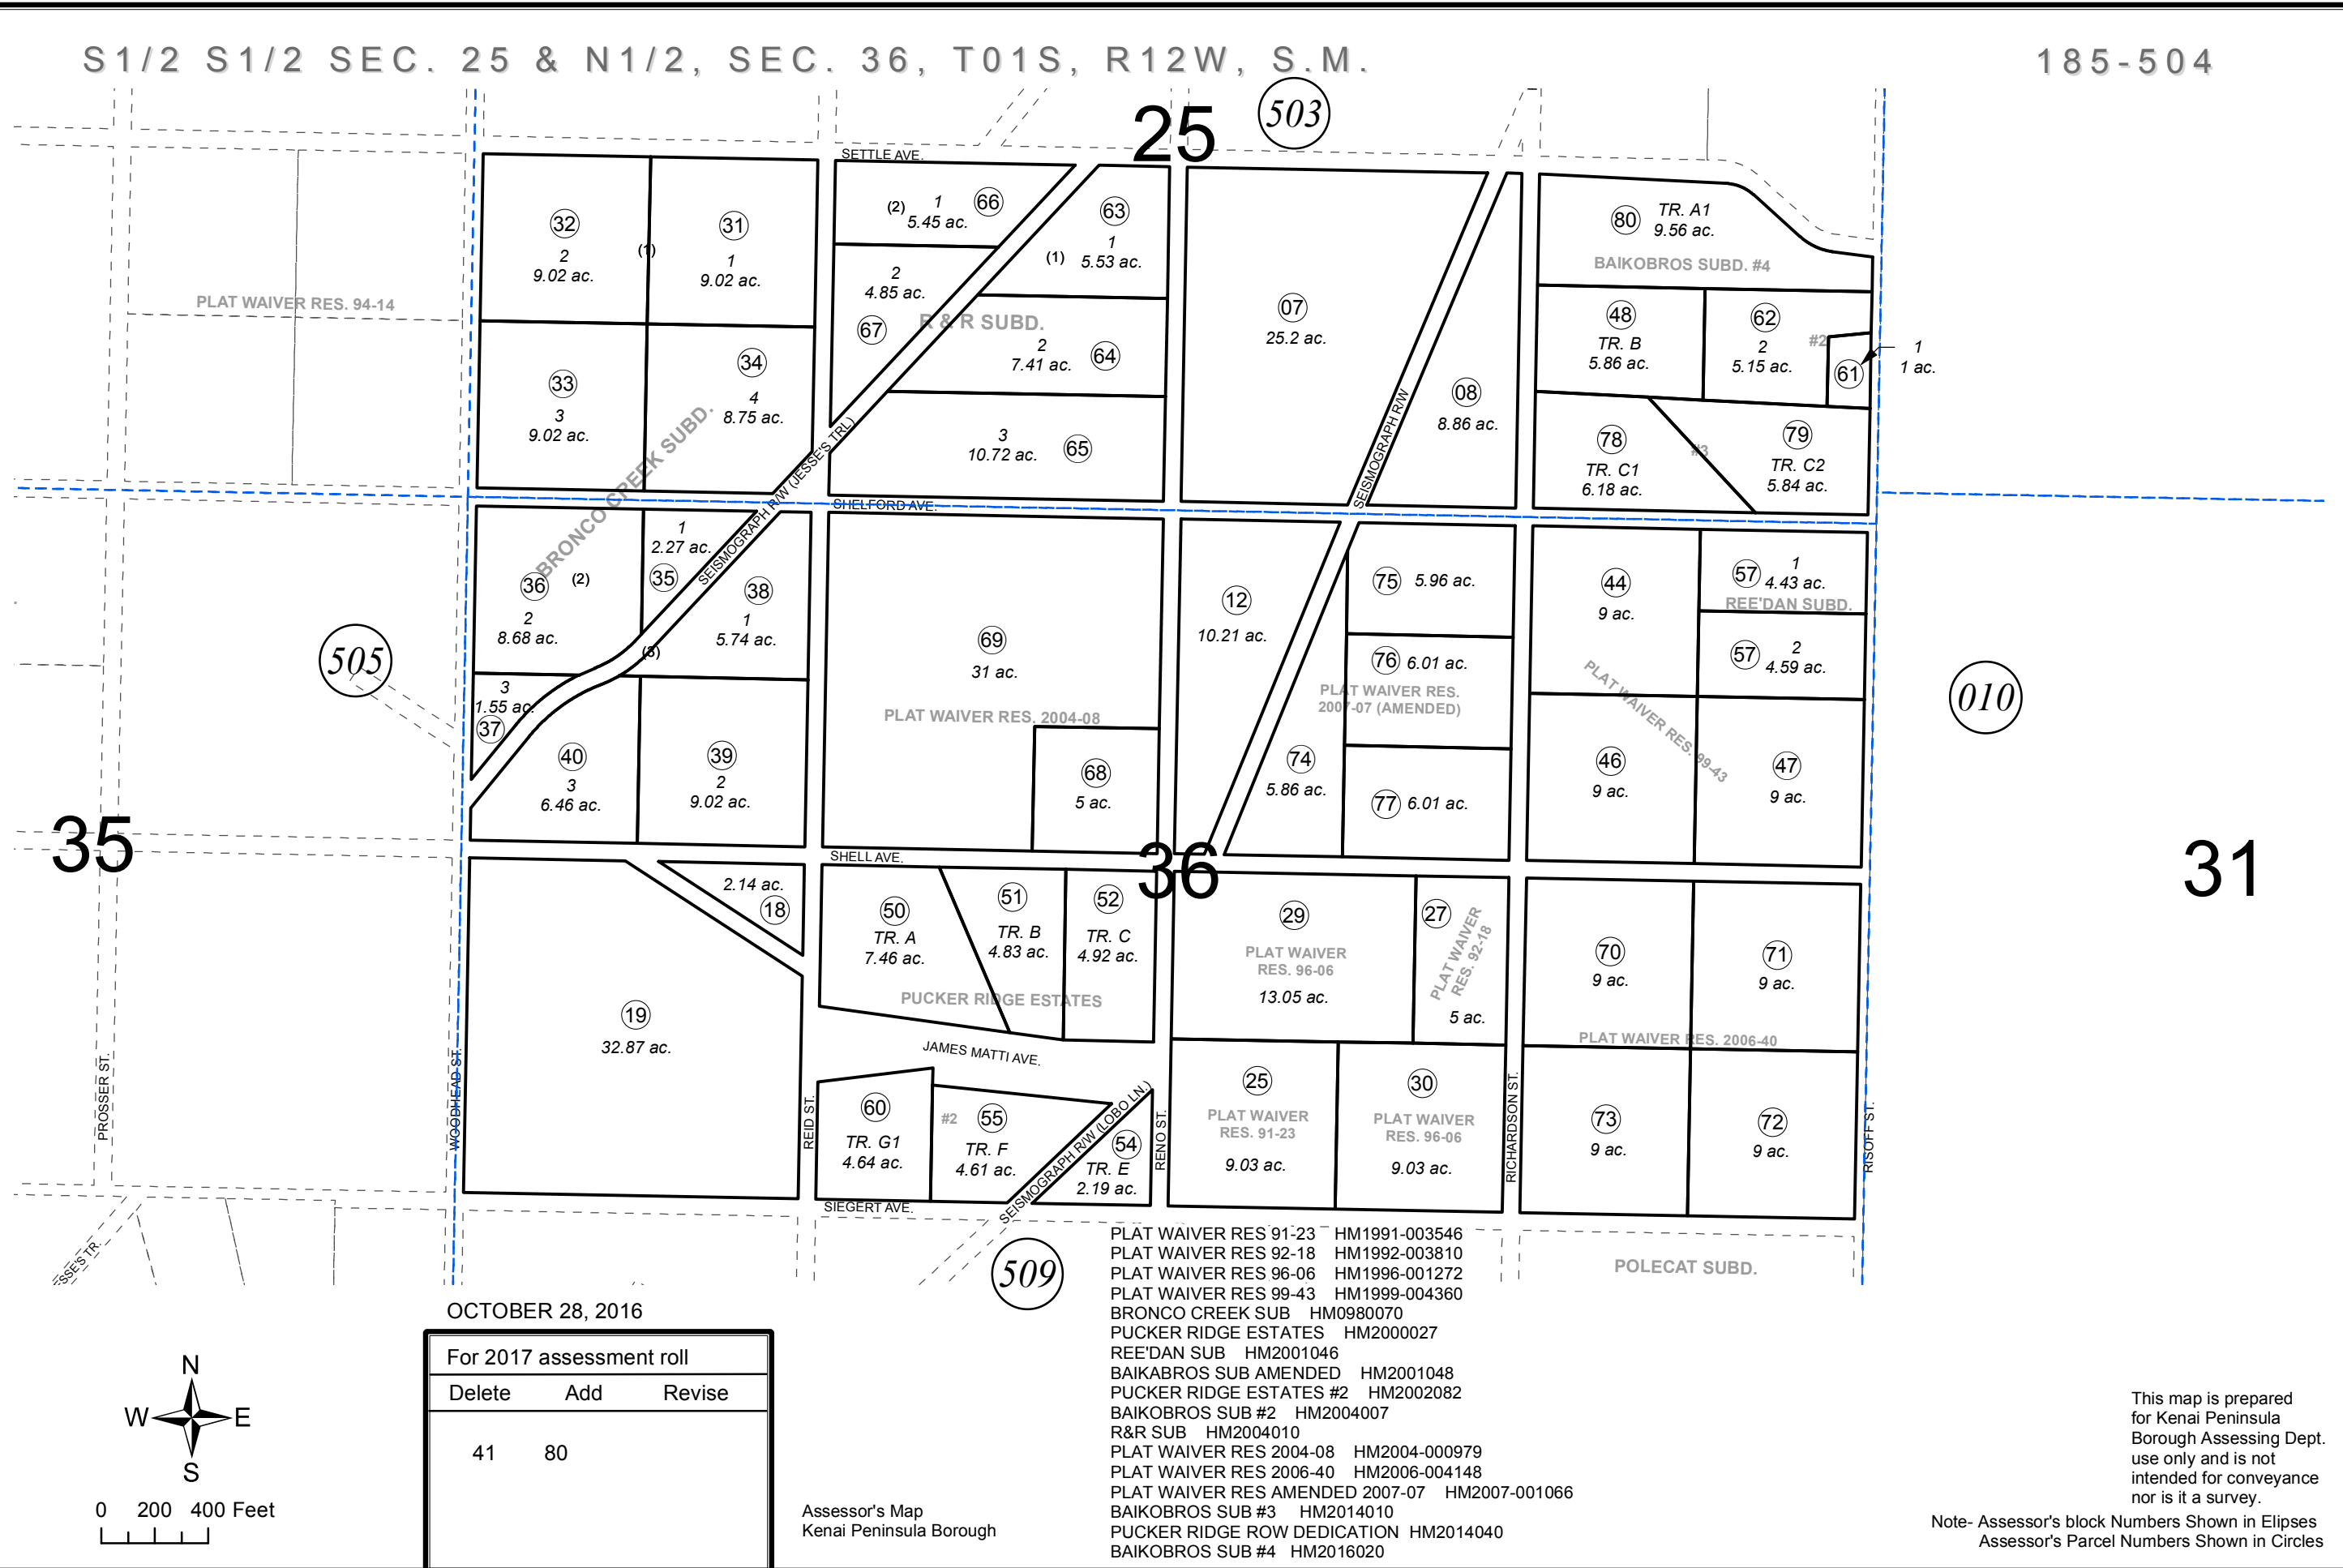 S1/2 S1/2 SEC. 25 & N1/2, SEC. 36, T01S, R12W, S.M.
185-504
25
503
SETTLE AVE.
32
2
9.02 ac.
(1)
31
1
9.02 ac.
(2)
1
5.45 ac.
66
63
1
(1)
5.53 ac.
80
TR. A1
9.56 ac.
BAIKOBROS SUBD. #4
PLAT WAIVER RES. 94-14
2
4.85 ac.
67
R & R SUBD.
2
7.41 ac.
64
07
25.2 ac.
48
TR. B
5.86 ac.
62
2
5.15 ac.
#2
61
1
1 ac.
33
3
9.02 ac.
34
4
8.75 ac.
BRONCO CREEK SUBD.
3
10.72 ac.
65
SEISMOGRAPH R/W
08
8.86 ac.
78
TR. C1
6.18 ac.
#3
79
TR. C2
5.84 ac.
SEISMOGRAPH R/W (JESSE'S TRL)
SHELFORD AVE.
1
2.27 ac.
35
36
(2)
2
8.68 ac.
38
1
5.74 ac.
(3)
505
3
1.55 ac.
37
40
3
6.46 ac.
39
2
9.02 ac.
69
31 ac.
PLAT WAIVER RES. 2004-08
68
5 ac.
12
10.21 ac.
75
5.96 ac.
76
6.01 ac.
PLAT WAIVER RES.
2007-07 (AMENDED)
74
5.86 ac.
77
6.01 ac.
44
9 ac.
57
1
4.43 ac.
REE'DAN SUBD.
57
2
4.59 ac.
PLAT WAIVER RES. 99-43
46
9 ac.
47
9 ac.
010
35
36
31
SHELL AVE.
2.14 ac.
18
50
TR. A
7.46 ac.
51
TR. B
4.83 ac.
52
TR. C
4.92 ac.
PUCKER RIDGE ESTATES
29
PLAT WAIVER
RES. 96-06
13.05 ac.
27
PLAT WAIVER
RES. 92-18
5 ac.
70
9 ac.
71
9 ac.
PLAT WAIVER RES. 2006-40
19
32.87 ac.
JAMES MATTI AVE.
PROSSER ST.
WOODHEAD ST.
REID ST.
60
TR. G1
4.64 ac.
#2
55
TR. F
4.61 ac.
SEISMOGRAPH R/W (LOBO LN.)
54
TR. E
2.19 ac.
RENO ST.
25
PLAT WAIVER
RES. 91-23
9.03 ac.
30
PLAT WAIVER
RES. 96-06
9.03 ac.
RICHARDSON ST.
73
9 ac.
72
9 ac.
RISOFF ST.
SIEGERT AVE.
SSE'S TR.
509
POLECAT SUBD.
PLAT WAIVER RES 91-23 HM1991-003546
PLAT WAIVER RES 92-18 HM1992-003810
PLAT WAIVER RES 96-06 HM1996-001272
PLAT WAIVER RES 99-43 HM1999-004360
BRONCO CREEK SUB HM0980070
PUCKER RIDGE ESTATES HM2000027
REE'DAN SUB HM2001046
BAIKABROS SUB AMENDED HM2001048
PUCKER RIDGE ESTATES #2 HM2002082
BAIKOBROS SUB #2 HM2004007
R&R SUB HM2004010
PLAT WAIVER RES 2004-08 HM2004-000979
PLAT WAIVER RES 2006-40 HM2006-004148
PLAT WAIVER RES AMENDED 2007-07 HM2007-001066
BAIKOBROS SUB #3 HM2014010
PUCKER RIDGE ROW DEDICATION HM2014040
BAIKOBROS SUB #4 HM2016020
OCTOBER 28, 2016
For 2017 assessment roll
Delete Add Revise
41 80
N
W E
S
0 200 400 Feet
Assessor's Map
Kenai Peninsula Borough
This map is prepared
for Kenai Peninsula
Borough Assessing Dept.
use only and is not
intended for conveyance
nor is it a survey.
Note- Assessor's block Numbers Shown in Elipses
Assessor's Parcel Numbers Shown in Circles